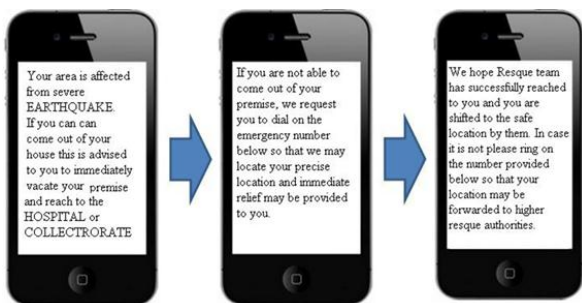 Your area is affected
from severe
EARTHQUAKE.
If you can can
come out of your
house this is advised
to you to immediately
vacate your premise
and reach to the
HOSPITAL or
COLLECTRORATE
If you are not able to
come out of your
premise, we request
you to dial on the
emergency number
below so that we may
locate your precise
location and immediate
relief may be provided
to you.
We hope Resque team
has successfully reached
to you and you are
shifted to the safe
location by them. In case
it is not please ring on
the number provided
below so that your
location may be
forwarded to higher
resque authorities.